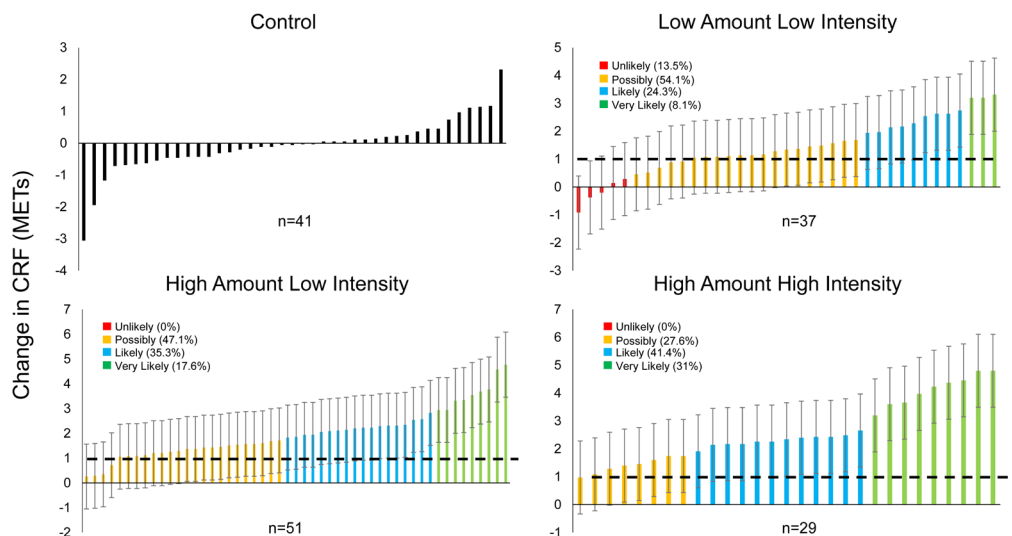 Control
3
2
1
0
-1
-2
-3
-4
n=41
Low Amount Low Intensity
5
4
3
2
1
0
-1
-2
-3
Unlikely (13.5%)
Possibly (54.1%)
Likely (24.3%)
Very Likely (8.1%)
n=37
Change in CRF (METs)
High Amount Low Intensity
7
6
5
4
3
2
1
0
-1
-2
Unlikely (0%)
Possibly (47.1%)
Likely (35.3%)
Very Likely (17.6%)
n=51
High Amount High Intensity
7
6
5
4
3
2
1
0
-1
Unlikely (0%)
Possibly (27.6%)
Likely (41.4%)
Very Likely (31%)
n=29